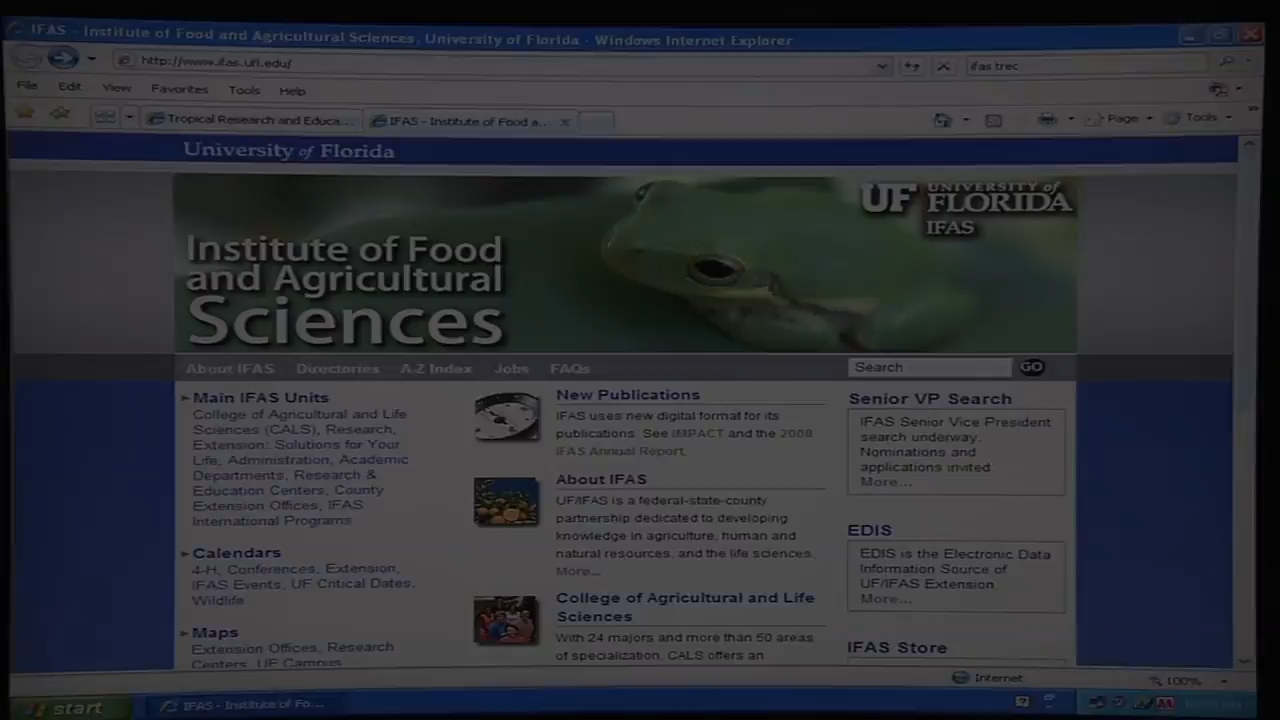 IFAS - Institute of Food and Agricultural Sciences, University of Florida - Windows Internet Explorer
http://www.ifas.ufl.edu/
ifas trec
File Edit View Favorites Tools Help
Tropical Research and Educa...
IFAS - Institute of Food a...
Page
Tools
University of Florida
UF UNIVERSITY of
FLORIDA
IFAS
Institute of Food
and Agricultural
Sciences
About IFAS Directories A-Z Index Jobs FAQs
Search GO
Main IFAS Units
College of Agricultural and Life
Sciences (CALS), Research,
Extension: Solutions for Your
Life, Administration, Academic
Departments, Research &
Education Centers, County
Extension Offices, IFAS
International Programs
Calendars
4-H, Conferences, Extension,
IFAS Events, UF Critical Dates,
Wildlife
Maps
Extension Offices, Research
Centers, UF Campus
New Publications
IFAS uses new digital format for its
publications. See IMPACT and the 2008
IFAS Annual Report.
About IFAS
UF/IFAS is a federal-state-county
partnership dedicated to developing
knowledge in agriculture, human and
natural resources, and the life sciences.
More...
College of Agricultural and Life
Sciences
With 24 majors and more than 50 areas
of specialization, CALS offers an
Senior VP Search
IFAS Senior Vice President
search underway.
Nominations and
applications invited.
More...
EDIS
EDIS is the Electronic Data
Information Source of
UF/IFAS Extension
More...
IFAS Store
Internet
100%
start
IFAS - Institute of Fo...